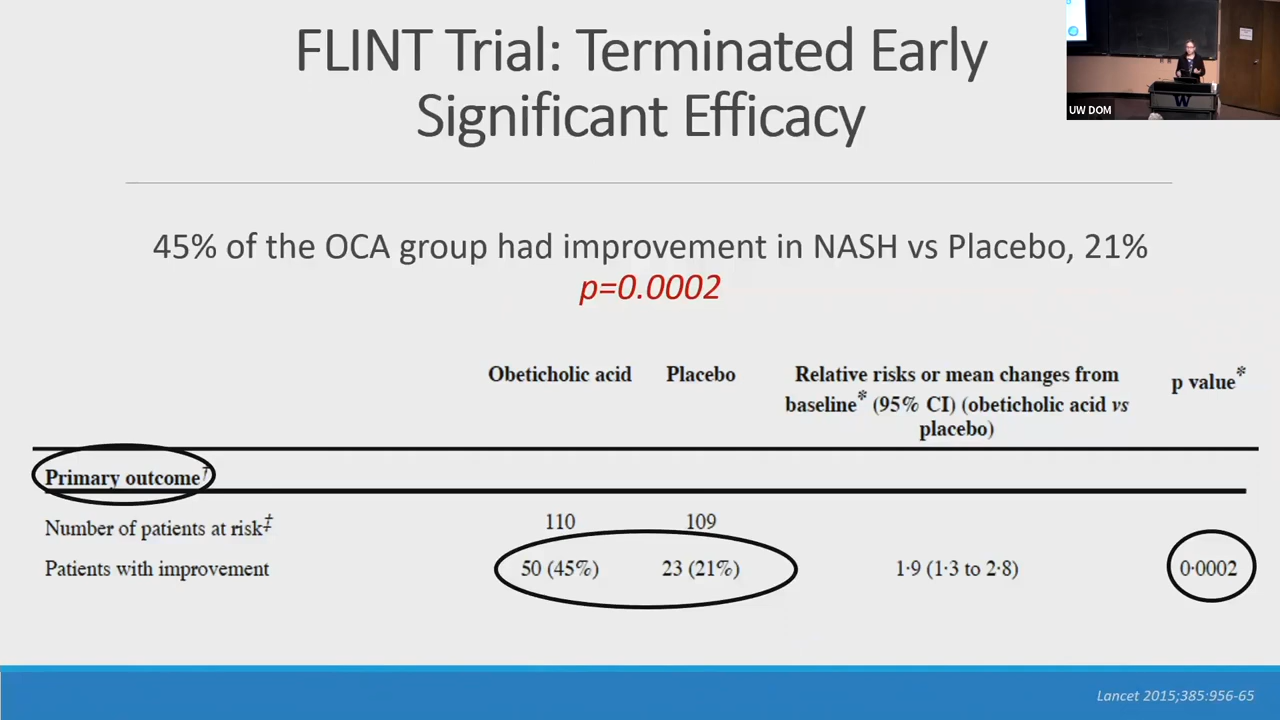 FLINT Trial: Terminated Early
Significant Efficacy
UW DOM
W
45% of the OCA group had improvement in NASH vs Placebo, 21%
p=0.0002
Obeticholic acid Placebo Relative risks or mean changes from p value*
baseline* (95% CI) (obeticholic acid vs
placebo)
Primary outcome†
Number of patients at risk‡ 110 109
Patients with improvement 50 (45%) 23 (21%) 1·9 (1·3 to 2·8) 0·0002
Lancet 2015;385:956-65